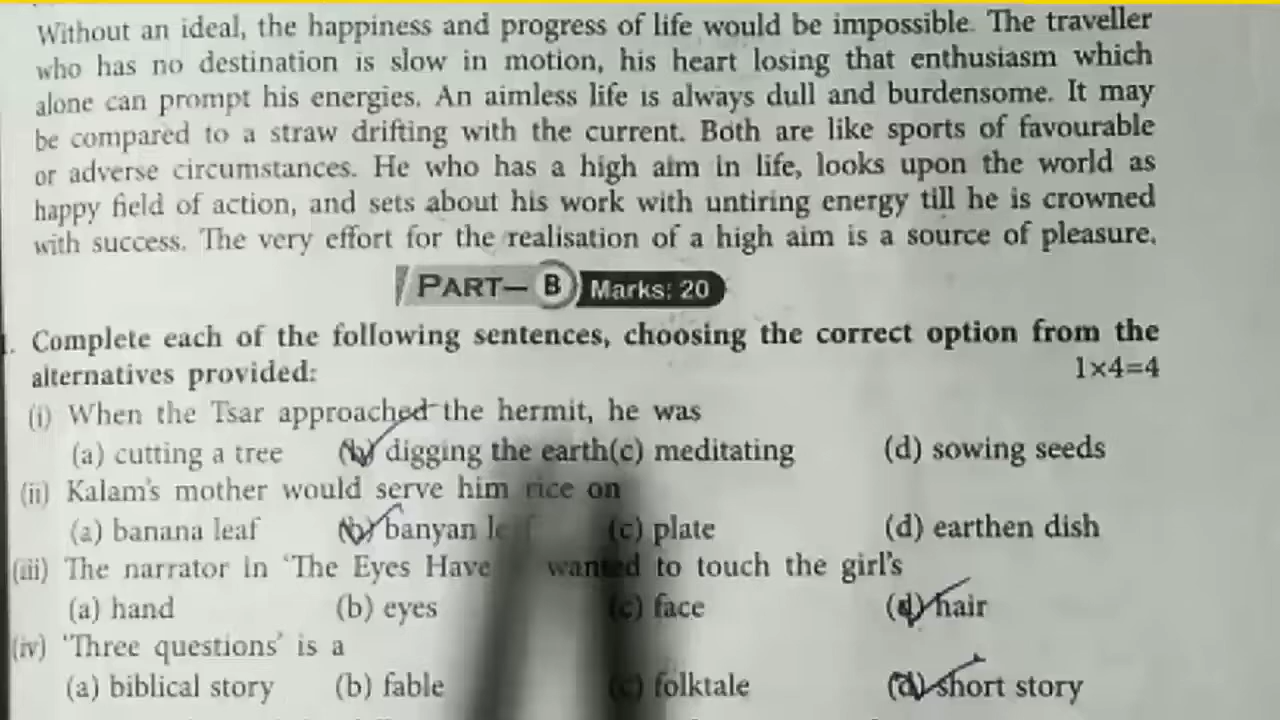 Without an ideal, the happiness and progress of life would be impossible. The traveller
who has no destination is slow in motion, his heart losing that enthusiasm which
alone can prompt his energies. An aimless life is always dull and burdensome. It may
be compared to a straw drifting with the current. Both are like sports of favourable
or adverse circumstances. He who has a high aim in life, looks upon the world as
happy field of action, and sets about his work with untiring energy till he is crowned
with success. The very effort for the realisation of a high aim is a source of pleasure.
PART— B Marks: 20
. Complete each of the following sentences, choosing the correct option from the
alternatives provided: 1×4=4
(i) When the Tsar approached the hermit, he was
(a) cutting a tree (b) digging the earth(c) meditating (d) sowing seeds
(ii) Kalam's mother would serve him rice on
(a) banana leaf (b) banyan (c) plate (d) earthen dish
(iii) The narrator in 'The Eyes Have wanted to touch the girl's
(a) hand (b) eyes (c) face (d) hair
(iv) 'Three questions' is a
(a) biblical story (b) fable (c) folktale (d) short story